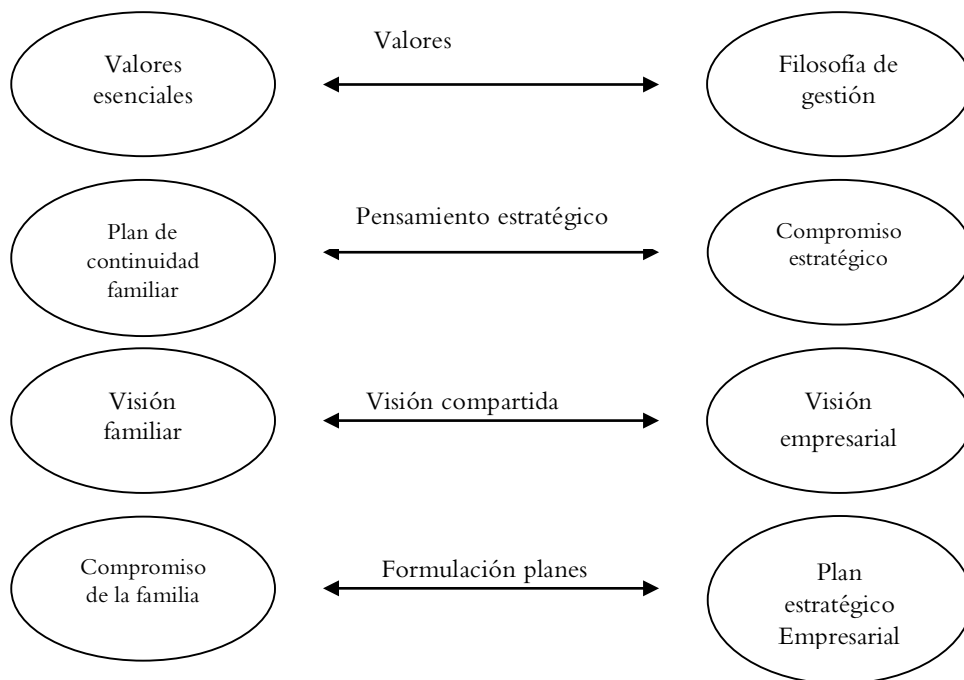 Valores
esenciales
Valores
Filosofía de
gestión
Plan de
continuidad
familiar
Pensamiento estratégico
Compromiso
estratégico
Visión
familiar
Visión compartida
Visión
empresarial
Compromiso
de la familia
Formulación planes
Plan
estratégico
Empresarial